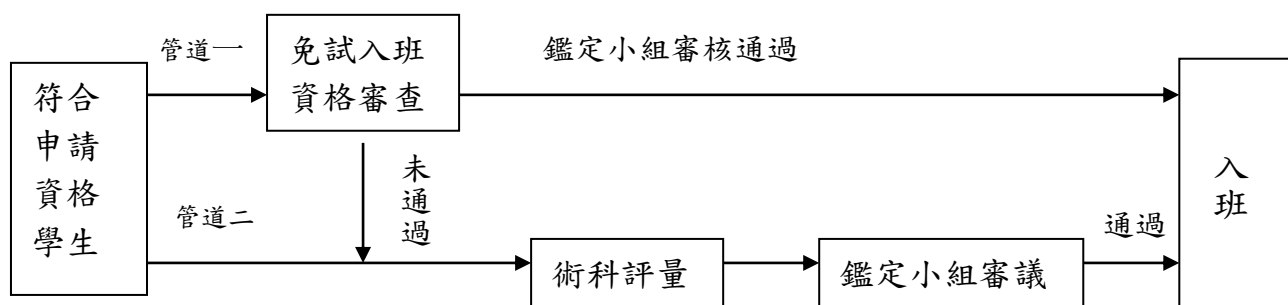 符合
申請
資格
學生
管道一
免試入班
資格審查
鑑定小組審核通過
未
通
過
管道二
術科評量
鑑定小組審議
通過
入
班